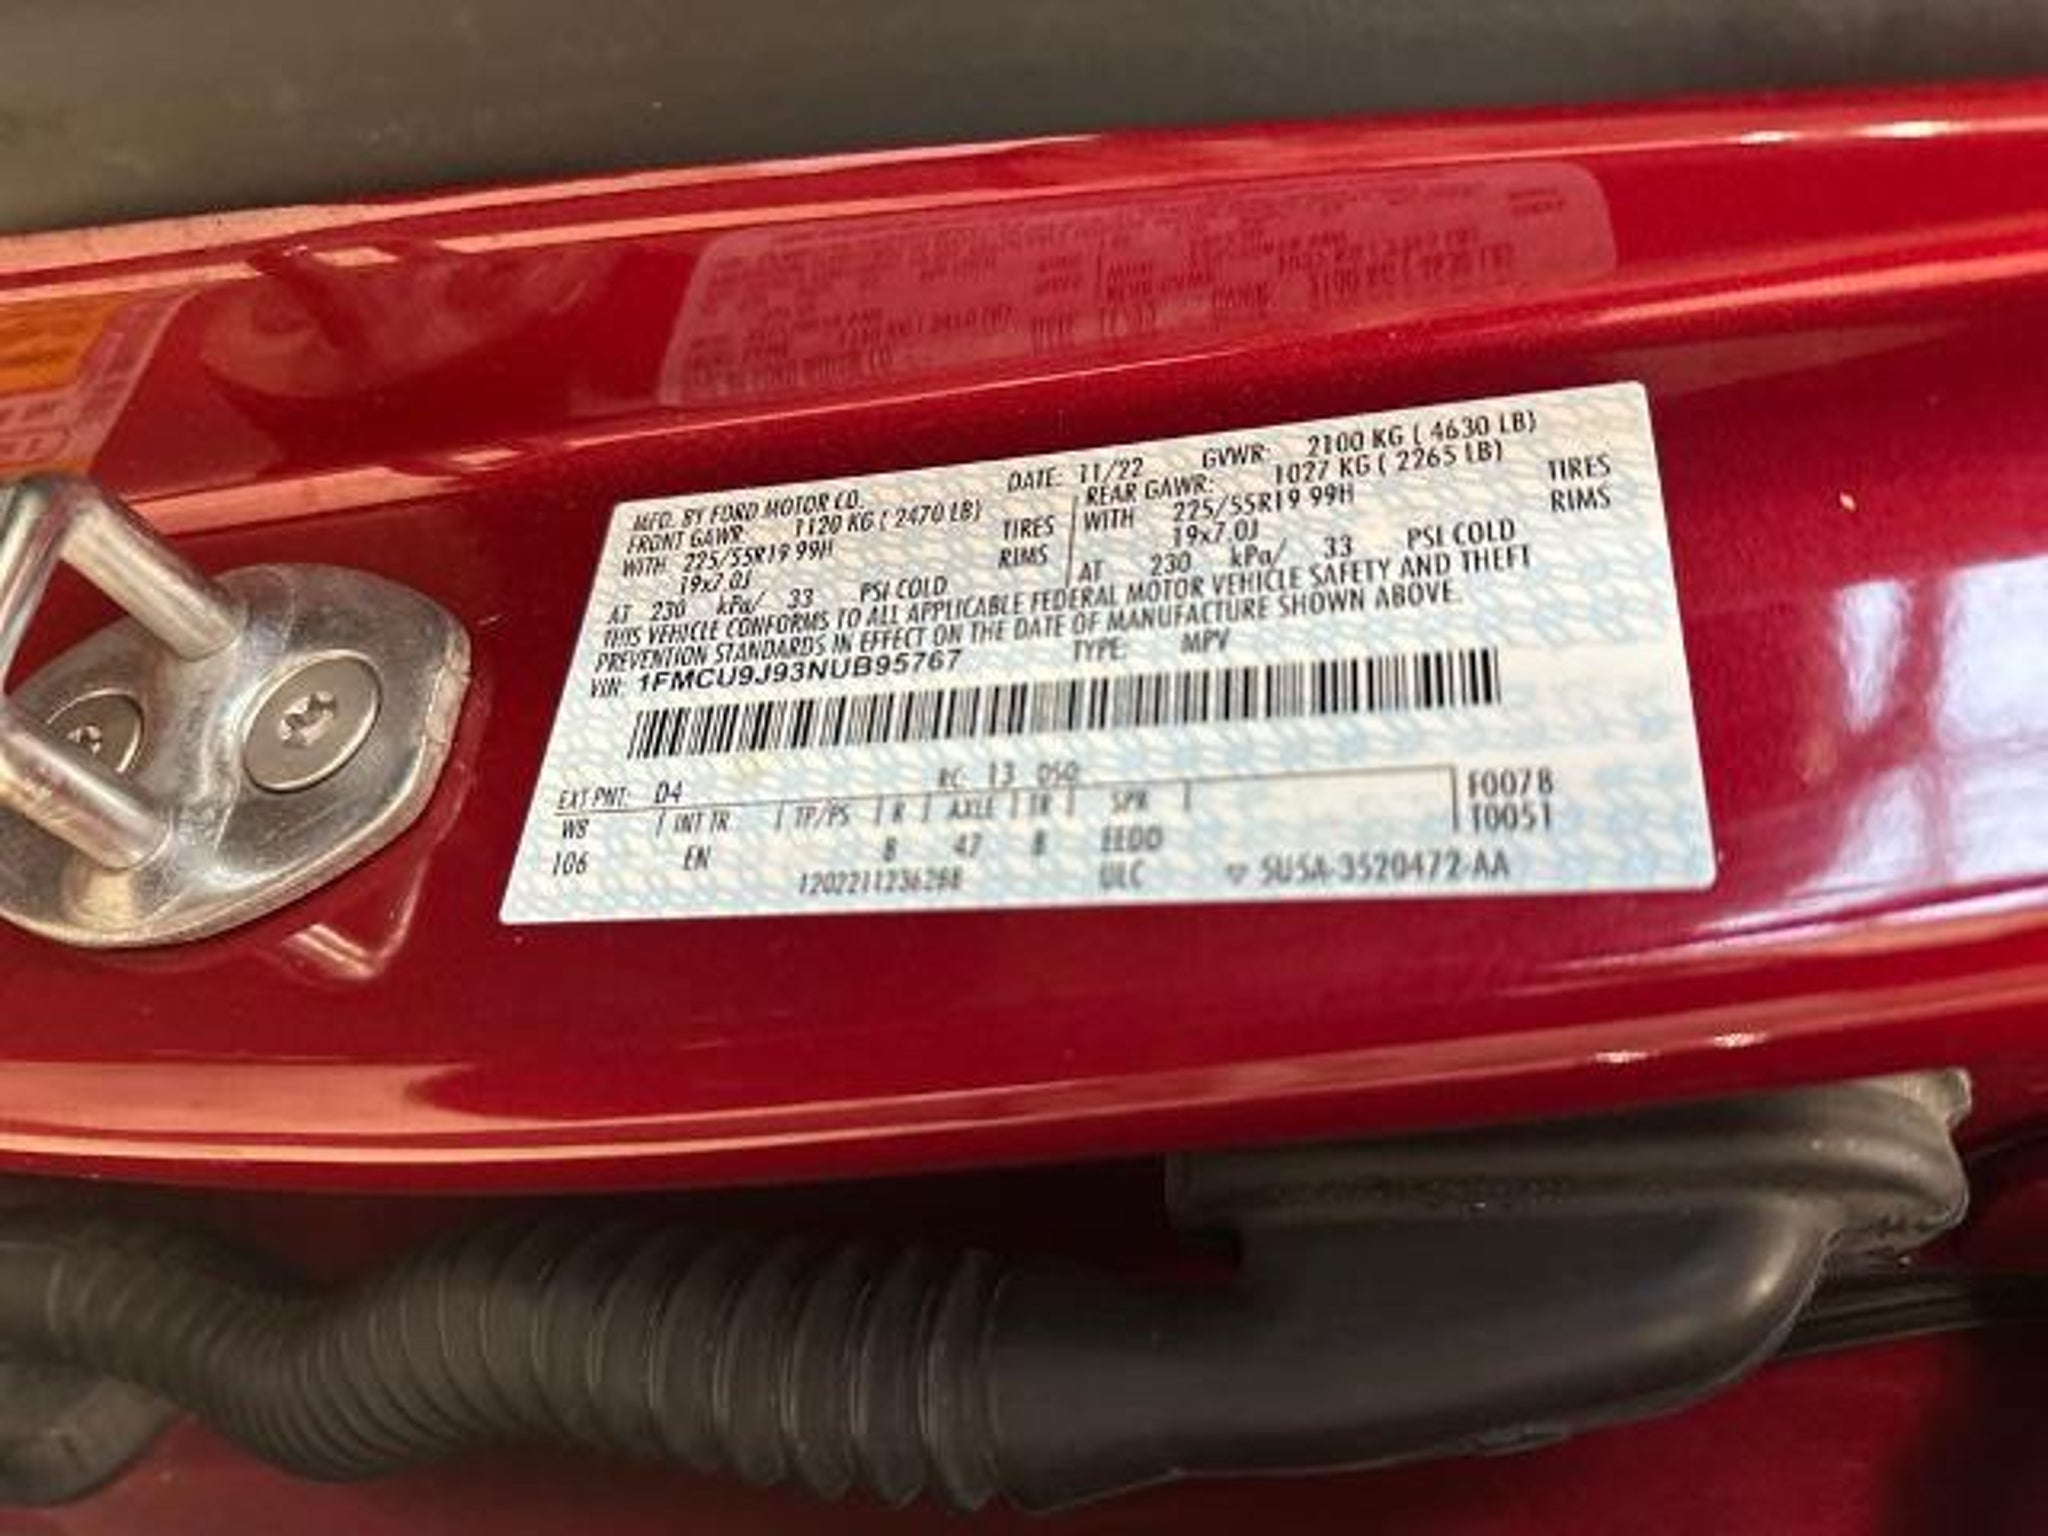 MFD. BY FORD MOTOR CO. DATE: 11/22 GVWR: 2100 KG ( 4630 LB)
FRONT GAWR: 1120 KG ( 2470 LB) REAR GAWR: 1027 KG ( 2265 LB)
WITH 225/55R19 99H TIRES WITH 225/55R19 99H TIRES
19x7.0J RIMS 19x7.0J RIMS
AT 230 kPa/ 33 PSI COLD AT 230 kPa/ 33 PSI COLD
THIS VEHICLE CONFORMS TO ALL APPLICABLE FEDERAL MOTOR VEHICLE SAFETY AND THEFT
PREVENTION STANDARDS IN EFFECT ON THE DATE OF MANUFACTURE SHOWN ABOVE.
VIN: 1FMCU9J93NUB95767 TYPE: MPV
EXT PNT: D4 RC: 13 DSO: F0078
WB INT TR TP/PS R AXLE TR SPR T0051
106 EN 8 47 8 EEDD
1202211236288 ULC ▽ 5U5A-3520472-AA